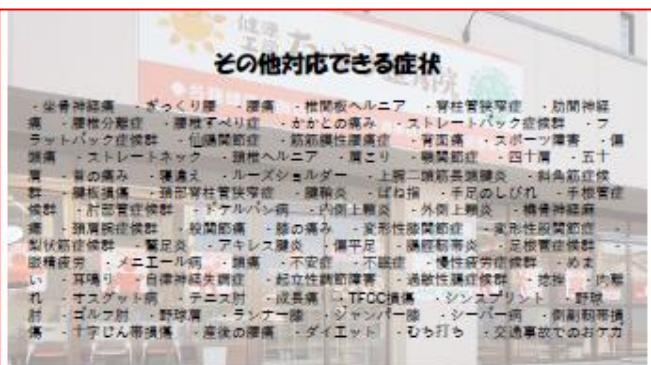 その他対応できる症状
・坐骨神経痛　・ぎっくり腰　・腰痛　・椎間板ヘルニア　・脊柱管狭窄症　・肋間神経
痛　・腰椎分離症　・腰椎すべり症　・かかとの痛み　・ストレートバック症候群　・フ
ラットバック症候群　・仙腸関節症　・筋筋膜性腰痛症　・背面痛　・スポーツ障害　・偏
頭痛　・ストレートネック　・頚椎ヘルニア　・肩こり　・顎関節症　・四十肩　・五十
肩　・首の痛み　・寝違え　・ルーズショルダー　・上腕二頭筋長頭腱炎　・斜角筋症候
群　・腱板損傷　・頚部脊柱管狭窄症　・腱鞘炎　・ばね指　・手足のしびれ　・手根管症
候群　・肘部管症候群　・ドケルバン病　・内側上顆炎　・外側上顆炎　・橈骨神経麻
痺　・頚肩腕症候群　・股関節痛　・膝の痛み　・変形性膝関節症　・変形性股関節症　・
梨状筋症候群　・鵞足炎　・アキレス腱炎　・偏平足　・腸脛靭帯炎　・足根管症候群　・
眼精疲労　・メニエール病　・頭痛　・不安症　・不眠症　・慢性疲労症候群　・めま
い　・耳鳴り　・自律神経失調症　・起立性調節障害　・過敏性腸症候群　・捻挫　・肉離
れ　・オスグット病　・テニス肘　・成長痛　・TFCC損傷　・シンスプリント　・野球
肘　・ゴルフ肘　・野球肩　・ランナー膝　・ジャンパー膝　・シーバー病　・側副靭帯損
傷　・十字じん帯損傷　・産後の腰痛　・ダイエット　・むち打ち　・交通事故でのおケガ